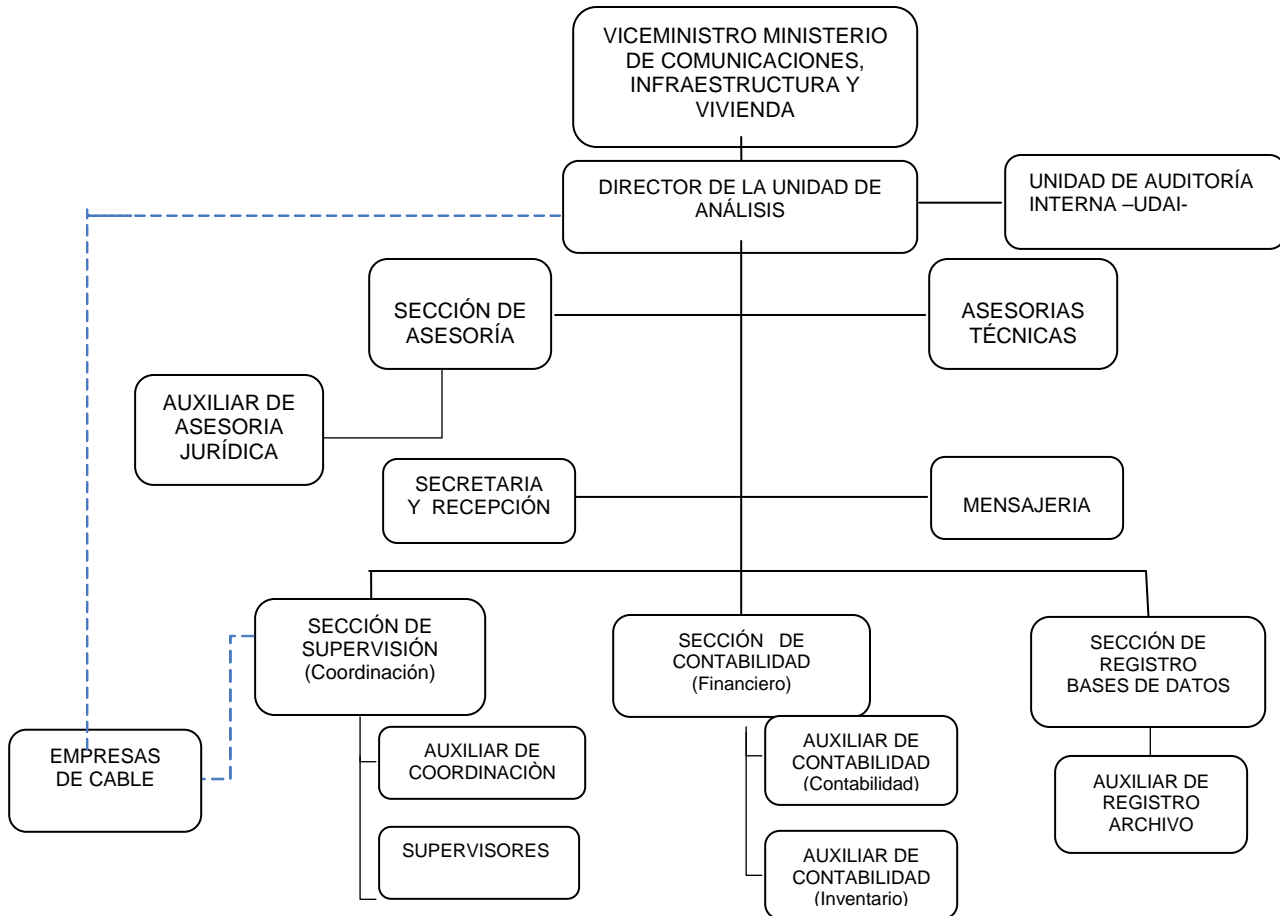 VICEMINISTRO MINISTERIO
DE COMUNICACIONES,
INFRAESTRUCTURA Y
VIVIENDA
DIRECTOR DE LA UNIDAD DE
ANÁLISIS
UNIDAD DE AUDITORÍA
INTERNA –UDAI-
SECCIÓN DE
ASESORÍA
ASESORIAS
TÉCNICAS
AUXILIAR DE
ASESORIA
JURÍDICA
SECRETARIA
Y RECEPCIÓN
MENSAJERIA
SECCIÓN DE
SUPERVISIÓN
(Coordinación)
SECCIÓN DE
CONTABILIDAD
(Financiero)
SECCIÓN DE
REGISTRO
BASES DE DATOS
EMPRESAS
DE CABLE
AUXILIAR DE
COORDINACIÒN
SUPERVISORES
AUXILIAR DE
CONTABILIDAD
(Contabilidad)
AUXILIAR DE
CONTABILIDAD
(Inventario)
AUXILIAR DE
REGISTRO
ARCHIVO